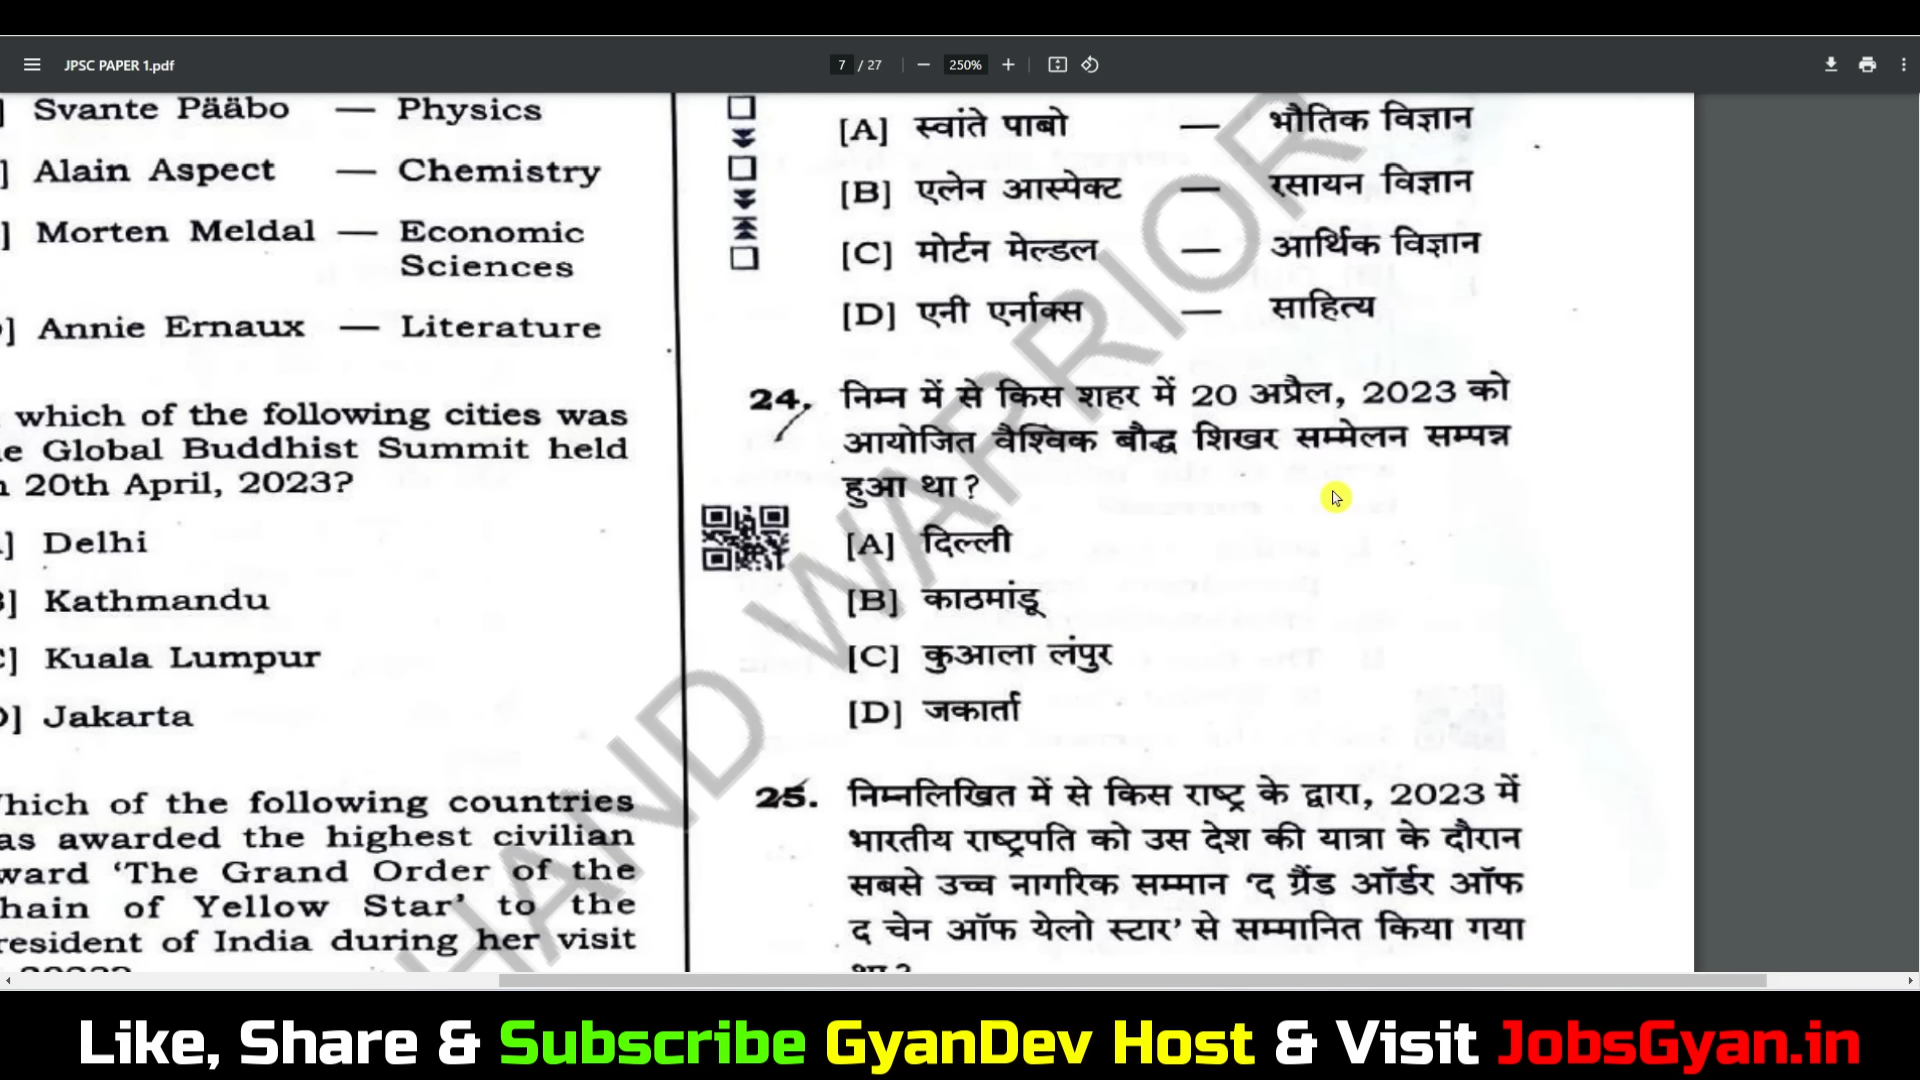 JPSC PAPER 1.pdf
7 / 27
250%
Svante Pääbo — Physics
] Alain Aspect — Chemistry
] Morten Meldal — Economic
Sciences
] Annie Ernaux — Literature
which of the following cities was
e Global Buddhist Summit held
20th April, 2023?
] Delhi
] Kathmandu
] Kuala Lumpur
] Jakarta
hich of the following countries
as awarded the highest civilian
ward ‘The Grand Order of the
hain of Yellow Star’ to the
resident of India during her visit
[A] स्वांते पाबो — भौतिक विज्ञान
[B] एलेन आस्पेक्ट — रसायन विज्ञान
[C] मोर्टन मेल्डल — आर्थिक विज्ञान
[D] एनी एर्नाक्स — साहित्य
24. निम्न में से किस शहर में 20 अप्रैल, 2023 को
आयोजित वैश्विक बौद्ध शिखर सम्मेलन सम्पन्न
हुआ था?
[A] दिल्ली
[B] काठमांडू
[C] कुआला लंपुर
[D] जकार्ता
25. निम्नलिखित में से किस राष्ट्र के द्वारा, 2023 में
भारतीय राष्ट्रपति को उस देश की यात्रा के दौरान
सबसे उच्च नागरिक सम्मान ‘द ग्रैंड ऑर्डर ऑफ
द चेन ऑफ येलो स्टार’ से सम्मानित किया गया
HAND WARRIOR
Like, Share & Subscribe GyanDev Host & Visit JobsGyan.in